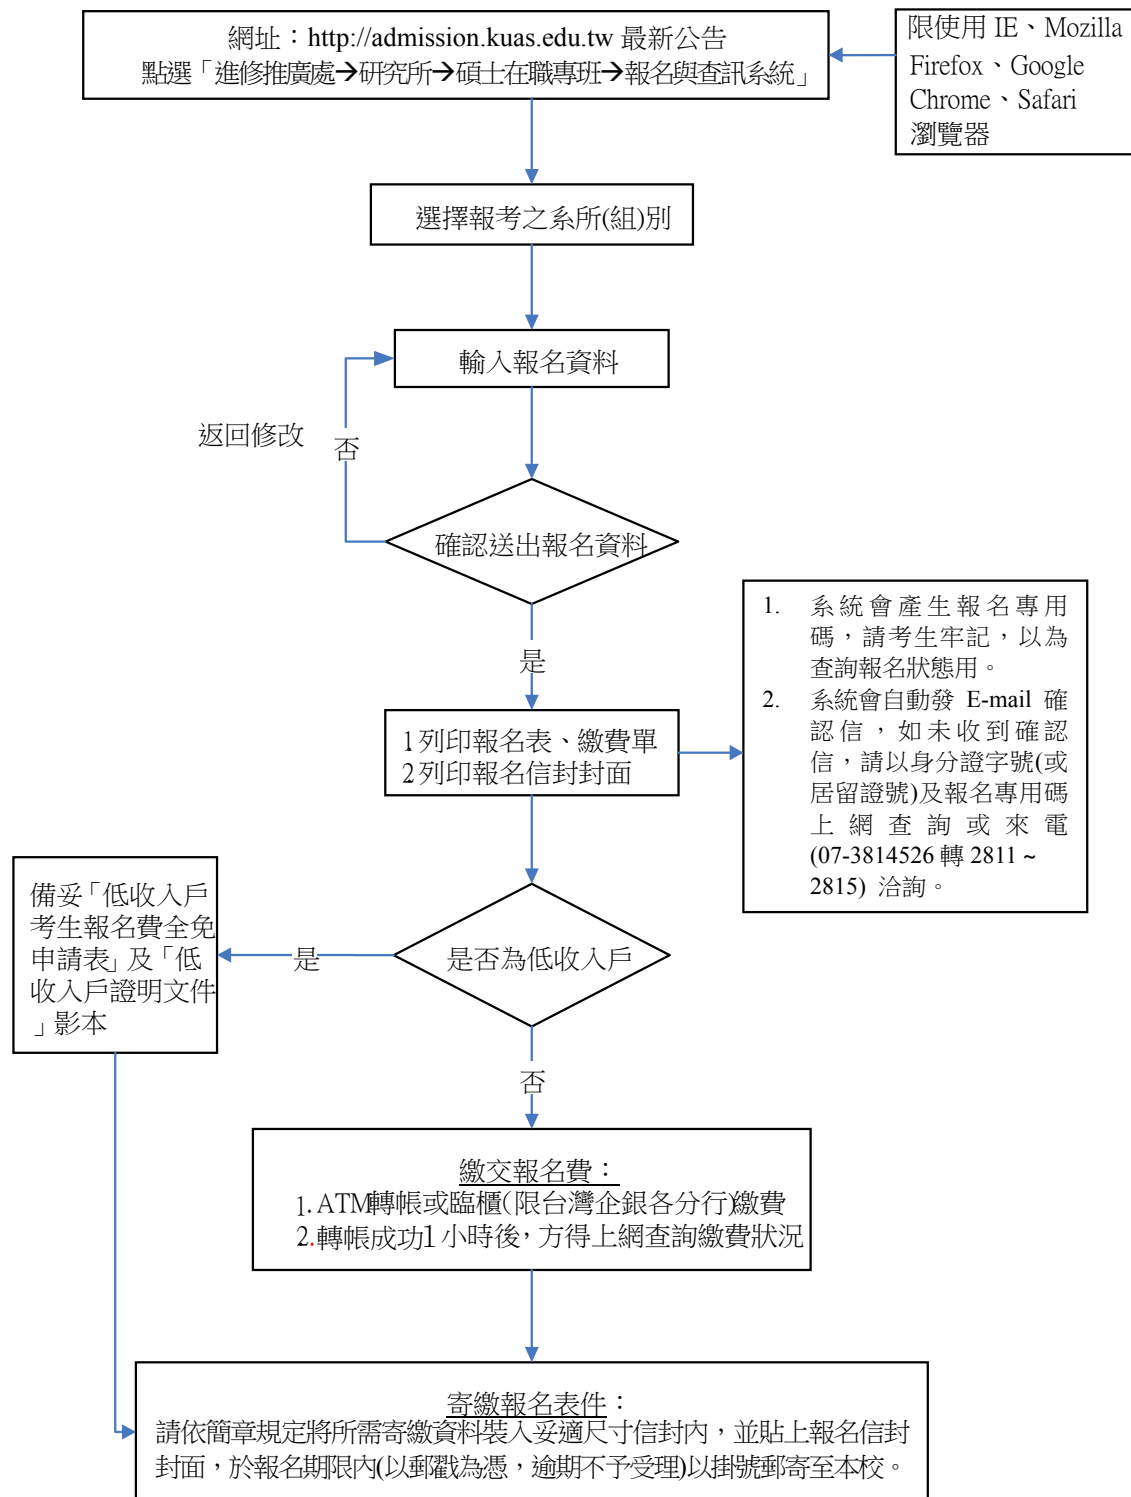 網址：http://admission.kuas.edu.tw 最新公告
點選「進修推廣處→研究所→碩士在職專班→報名與查訊系統」
限使用 IE、Mozilla
Firefox、Google
Chrome、Safari
瀏覽器
選擇報考之系所(組)別
輸入報名資料
返回修改
否
確認送出報名資料
是
1. 系統會產生報名專用
碼，請考生牢記，以為
查詢報名狀態用。
2. 系統會自動發 E-mail 確
認信，如未收到確認
信，請以身分證字號(或
居留證號)及報名專用碼
上網查詢或來電
(07-3814526 轉 2811 ~
2815) 洽詢。
1列印報名表、繳費單
2列印報名信封封面
備妥「低收入戶
考生報名費全免
申請表」及「低
收入戶證明文件
」影本
是
是否為低收入戶
否
繳交報名費：
1. ATM轉帳或臨櫃(限台灣企銀各分行)繳費
2.轉帳成功1小時後，方得上網查詢繳費狀況
寄繳報名表件：
請依簡章規定將所需寄繳資料裝入妥適尺寸信封內，並貼上報名信封
封面，於報名期限內(以郵戳為憑，逾期不予受理)以掛號郵寄至本校。